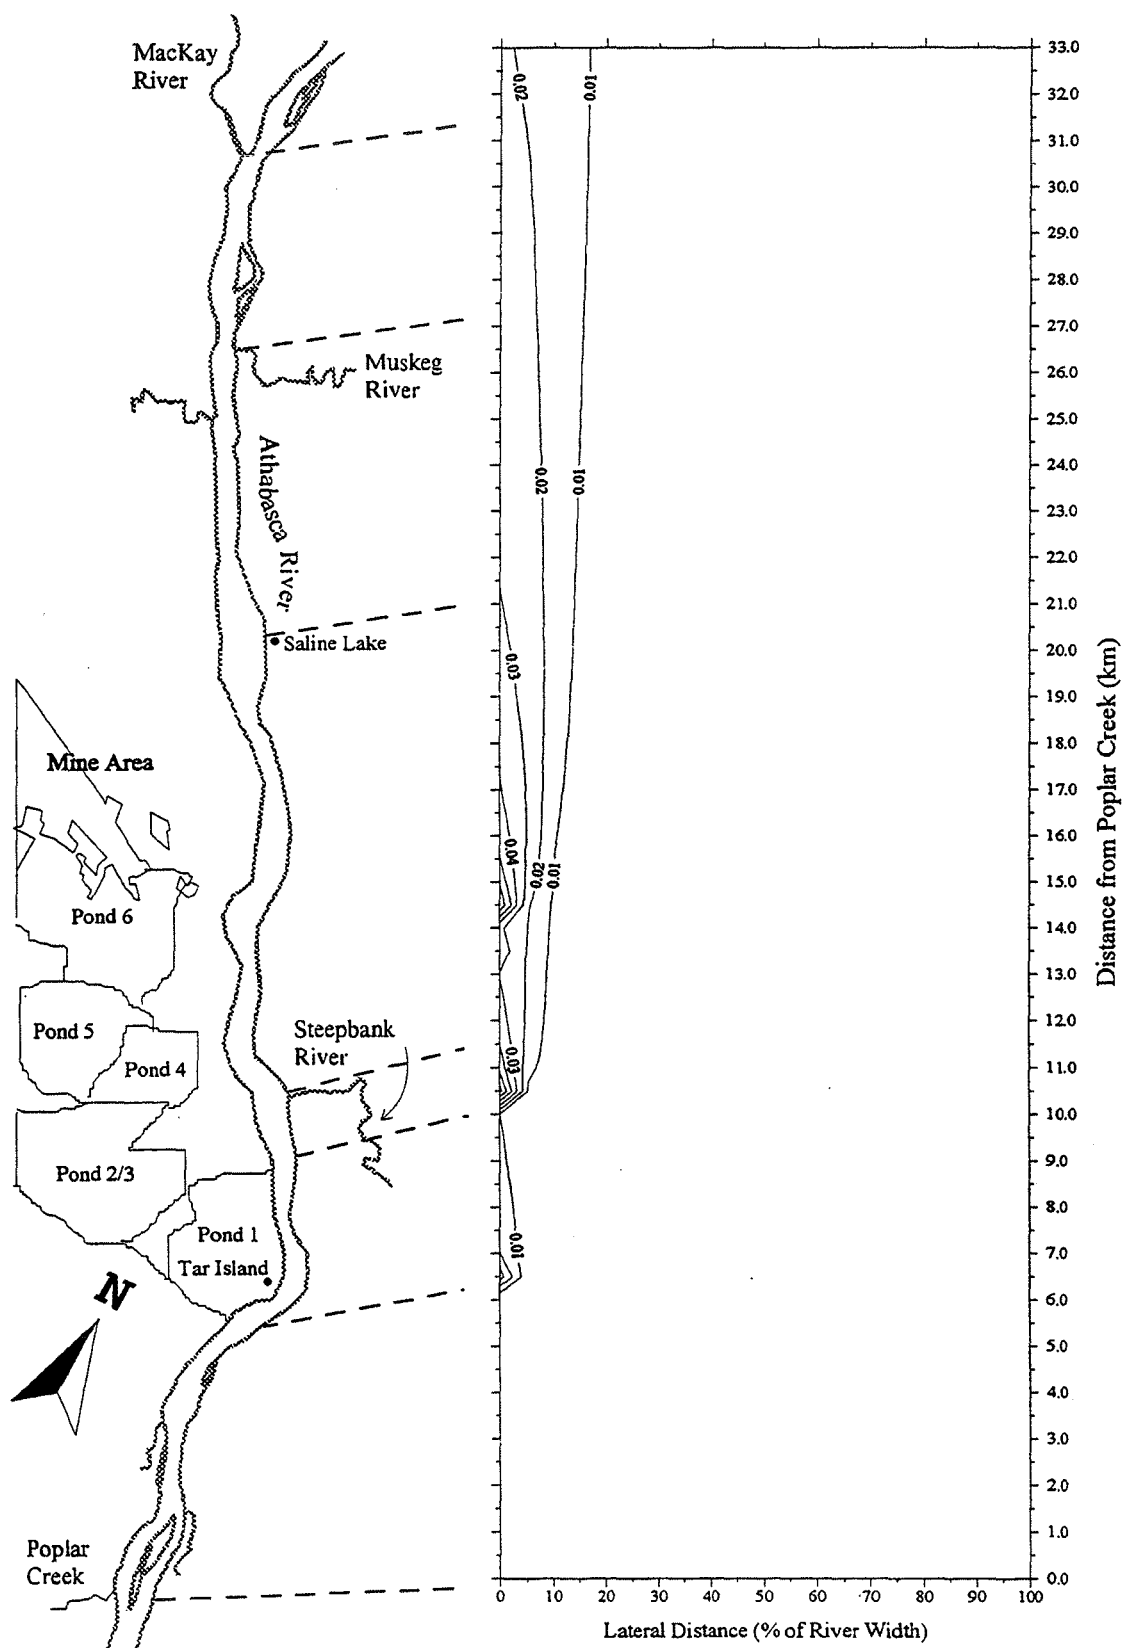 MacKay
River
Muskeg
River
Athabasca River
Saline Lake
Mine Area
Pond 6
Pond 5
Pond 4
Steepbank
River
Pond 2/3
Pond 1
Tar Island
N
Poplar
Creek
0.02
0.01
0.02
0.01
0.03
0.04
0.02
0.01
0.03
0.01
33.0
32.0
31.0
30.0
29.0
28.0
27.0
26.0
25.0
24.0
23.0
22.0
21.0
20.0
19.0
18.0
17.0
16.0
15.0
14.0
13.0
12.0
11.0
10.0
9.0
8.0
7.0
6.0
5.0
4.0
3.0
2.0
1.0
0.0
Distance from Poplar Creek (km)
0 10 20 30 40 50 60 70 80 90 100
Lateral Distance (% of River Width)